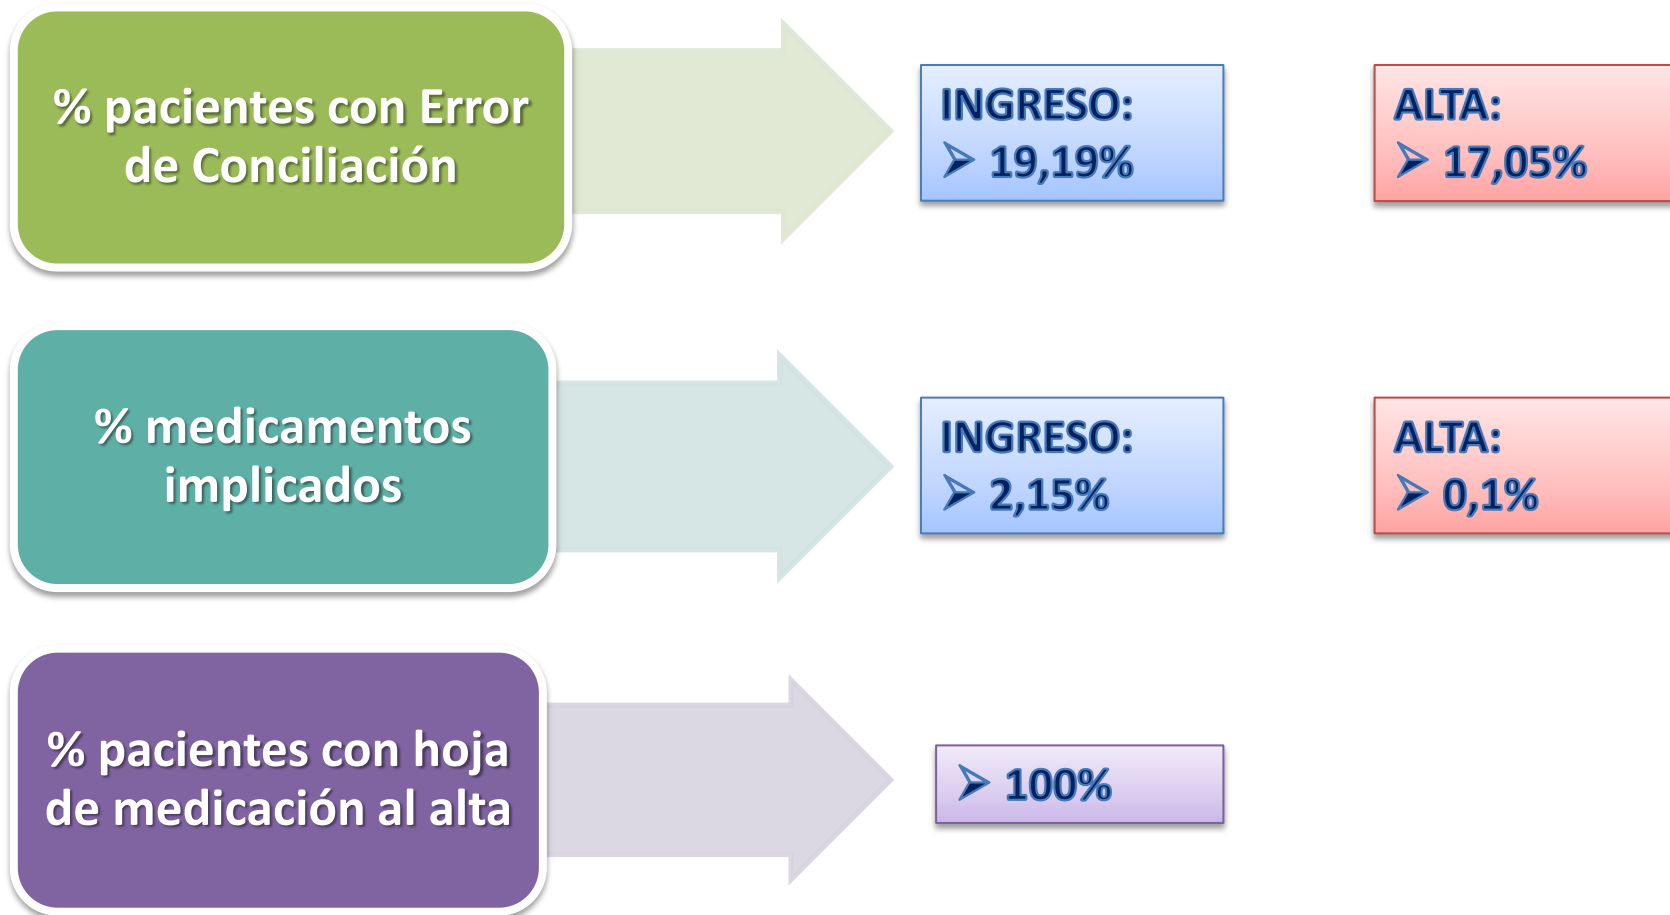 % pacientes con Error
de Conciliación
INGRESO:
➢ 19,19%
ALTA:
➢ 17,05%
% medicamentos
implicados
INGRESO:
➢ 2,15%
ALTA:
➢ 0,1%
% pacientes con hoja
de medicación al alta
➢ 100%